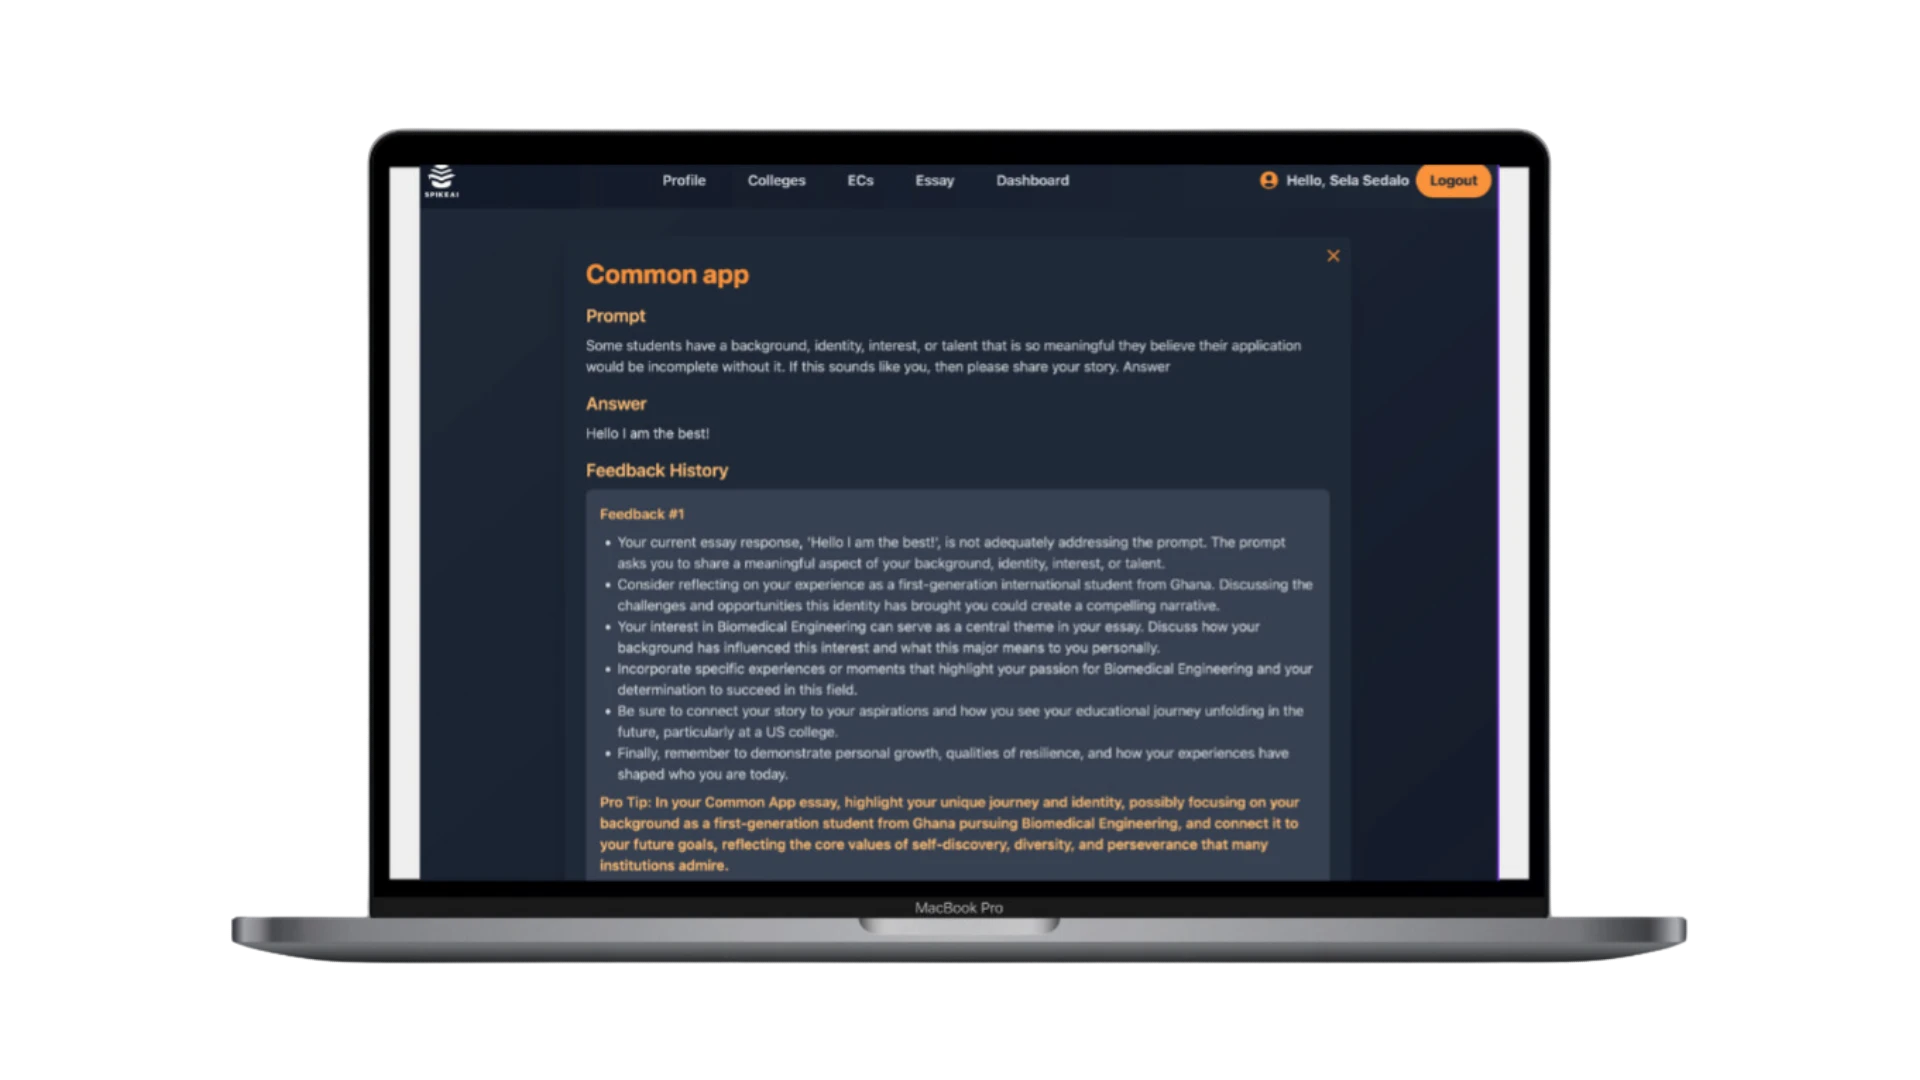 SPIKEAI
Profile Colleges ECs Essay Dashboard Hello, Sela Sedalo Logout
Common app
Prompt
Some students have a background, identity, interest, or talent that is so meaningful they believe their application
would be incomplete without it. If this sounds like you, then please share your story. Answer
Answer
Hello I am the best!
Feedback History
Feedback #1
• Your current essay response, 'Hello I am the best!', is not adequately addressing the prompt. The prompt
asks you to share a meaningful aspect of your background, identity, interest, or talent.
• Consider reflecting on your experience as a first-generation international student from Ghana. Discussing the
challenges and opportunities this identity has brought you could create a compelling narrative.
• Your interest in Biomedical Engineering can serve as a central theme in your essay. Discuss how your
background has influenced this interest and what this major means to you personally.
• Incorporate specific experiences or moments that highlight your passion for Biomedical Engineering and your
determination to succeed in this field.
• Be sure to connect your story to your aspirations and how you see your educational journey unfolding in the
future, particularly at a US college.
• Finally, remember to demonstrate personal growth, qualities of resilience, and how your experiences have
shaped who you are today.
Pro Tip: In your Common App essay, highlight your unique journey and identity, possibly focusing on your
background as a first-generation student from Ghana pursuing Biomedical Engineering, and connect it to
your future goals, reflecting the core values of self-discovery, diversity, and perseverance that many
institutions admire.
MacBook Pro